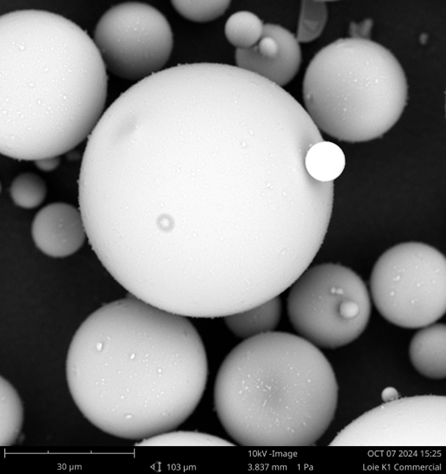 10kV -Image OCT 07 2024 15:25
30 µm 103 µm 3.837 mm 1 Pa Loie K1 Commercial